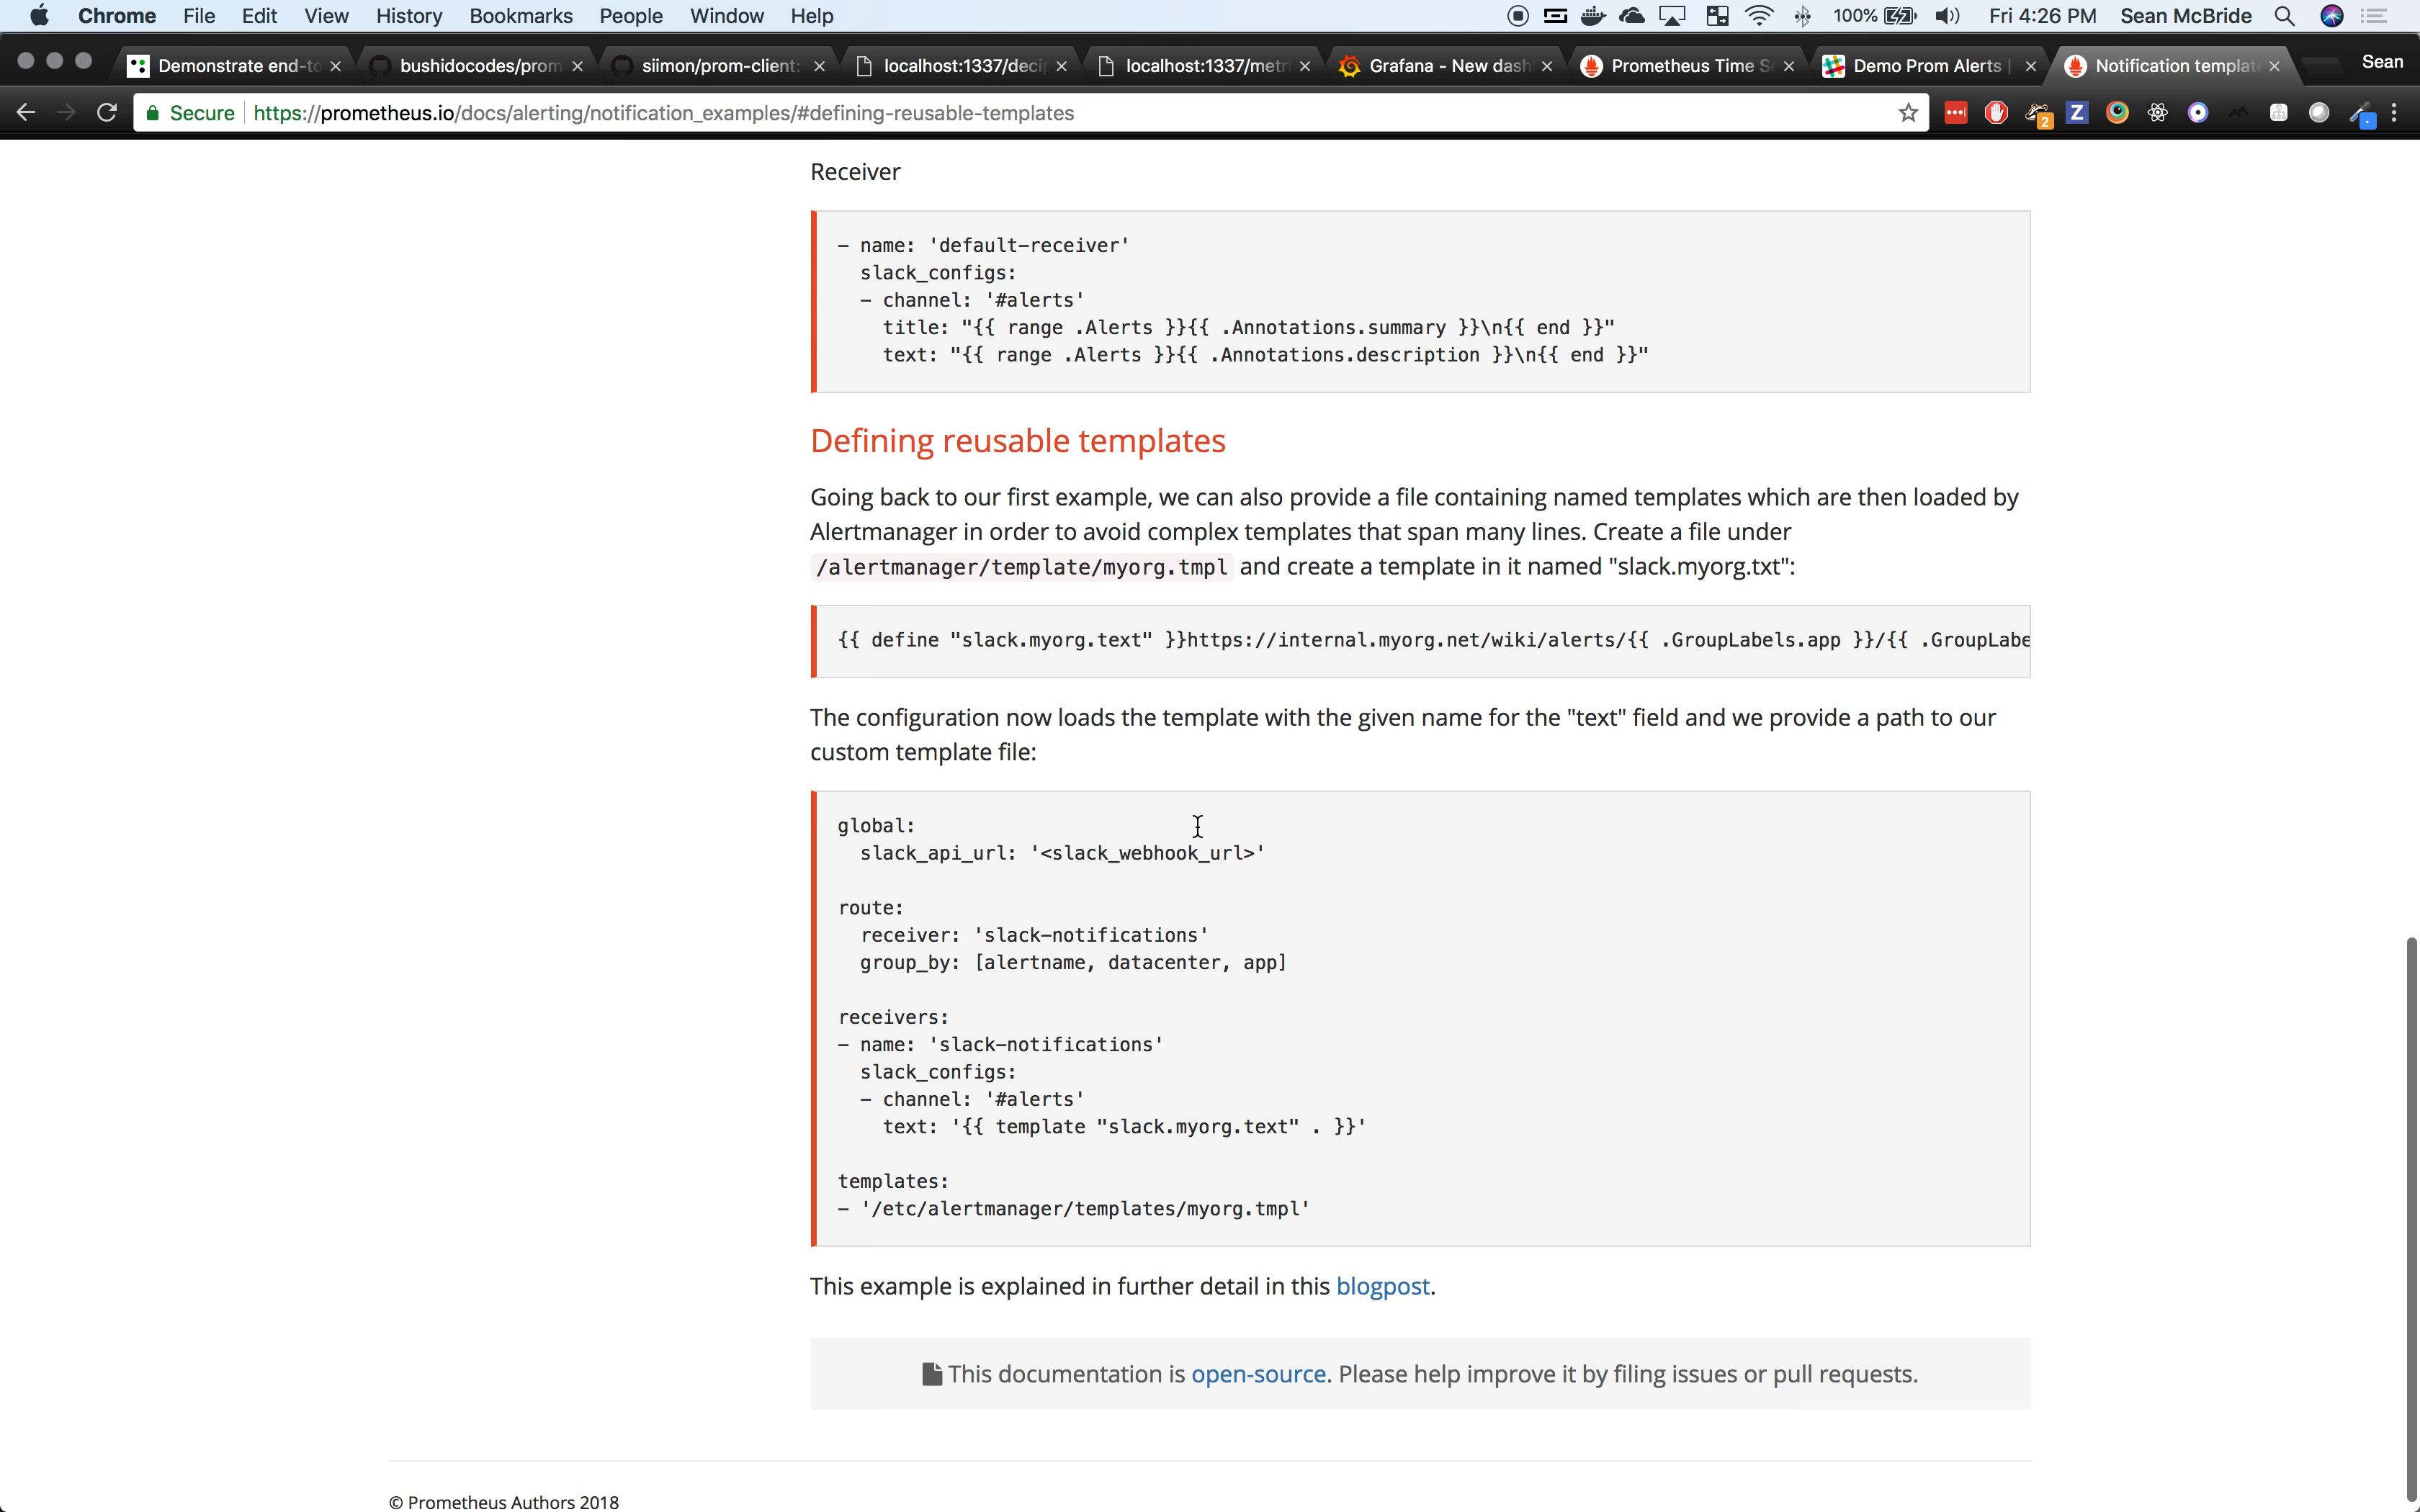 Chrome File Edit View History Bookmarks People Window Help 100% Fri 4:26 PM Sean McBride
Demonstrate end-to bushidocodes/prom siimon/prom-client: localhost:1337/deci localhost:1337/metri Grafana - New dash Prometheus Time S Demo Prom Alerts | Notification templat Sean
Secure https://prometheus.io/docs/alerting/notification_examples/#defining-reusable-templates
Receiver
- name: 'default-receiver'
slack_configs:
- channel: '#alerts'
title: "{{ range .Alerts }}{{ .Annotations.summary }}\n{{ end }}"
text: "{{ range .Alerts }}{{ .Annotations.description }}\n{{ end }}"
Defining reusable templates
Going back to our first example, we can also provide a file containing named templates which are then loaded by
Alertmanager in order to avoid complex templates that span many lines. Create a file under
/alertmanager/template/myorg.tmpl and create a template in it named "slack.myorg.txt":
{{ define "slack.myorg.text" }}https://internal.myorg.net/wiki/alerts/{{ .GroupLabels.app }}/{{ .GroupLabe
The configuration now loads the template with the given name for the "text" field and we provide a path to our
custom template file:
global:
slack_api_url: '<slack_webhook_url>'
route:
receiver: 'slack-notifications'
group_by: [alertname, datacenter, app]
receivers:
- name: 'slack-notifications'
slack_configs:
- channel: '#alerts'
text: '{{ template "slack.myorg.text" . }}'
templates:
- '/etc/alertmanager/templates/myorg.tmpl'
This example is explained in further detail in this blogpost.
This documentation is open-source. Please help improve it by filing issues or pull requests.
© Prometheus Authors 2018